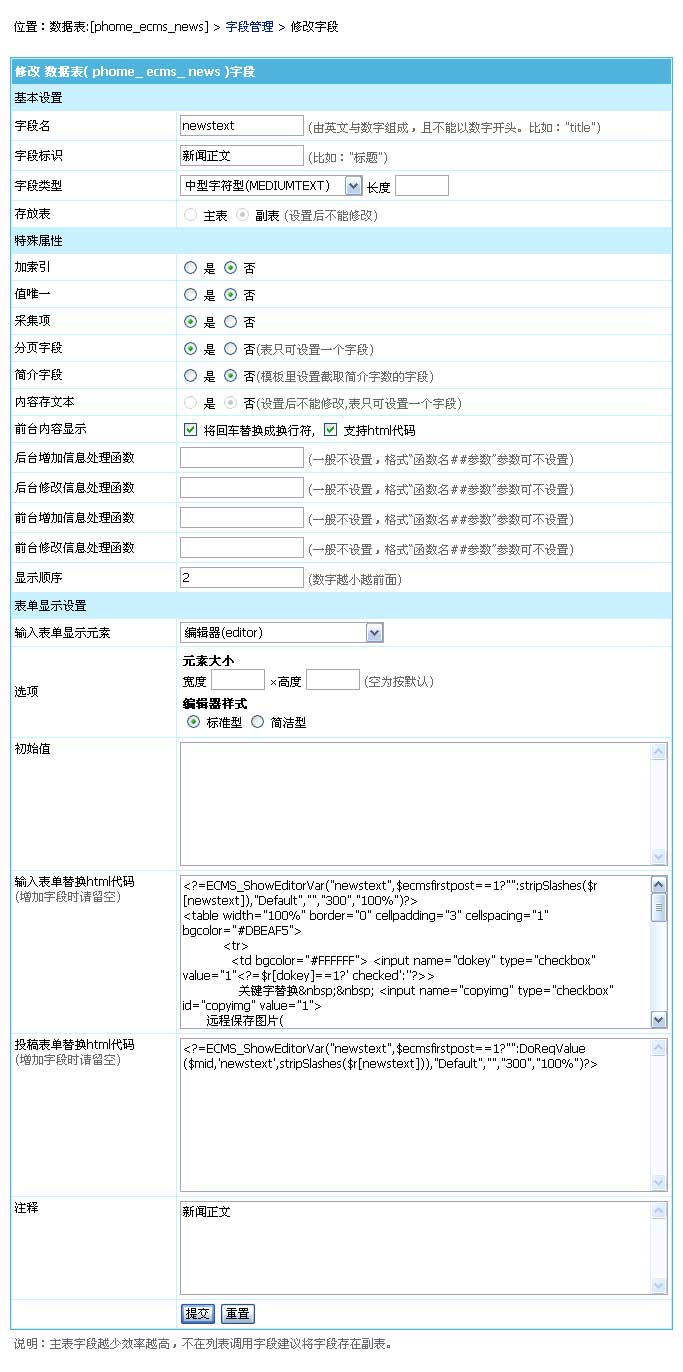 位置：数据表:[phome_ecms_news] > 字段管理 > 修改字段
修改 数据表( phome_ ecms_ news )字段
基本设置
字段名 newstext (由英文与数字组成，且不能以数字开头。比如："title")
字段标识 新闻正文 (比如："标题")
字段类型 中型字符型(MEDIUMTEXT) 长度
存放表 主表 副表 (设置后不能修改)
特殊属性
加索引 是 否
值唯一 是 否
采集项 是 否
分页字段 是 否(表只可设置一个字段)
简介字段 是 否(模板里设置截取简介字数的字段)
内容存文本 是 否(设置后不能修改,表只可设置一个字段)
前台内容显示 将回车替换成换行符, 支持html代码
后台增加信息处理函数 (一般不设置，格式"函数名##参数"参数可不设置)
后台修改信息处理函数 (一般不设置，格式"函数名##参数"参数可不设置)
前台增加信息处理函数 (一般不设置，格式"函数名##参数"参数可不设置)
前台修改信息处理函数 (一般不设置，格式"函数名##参数"参数可不设置)
显示顺序 2 (数字越小越前面)
表单显示设置
输入表单显示元素 编辑器(editor)
元素大小
选项 宽度 ×高度 (空为按默认)
编辑器样式
标准型 简洁型
初始值
输入表单替换html代码
(增加字段时请留空)
<?=ECMS_ShowEditorVar("newstext",$ecmsfirstpost==1?"":stripSlashes($r
[newstext]),"Default","","300","100%")?>
<table width="100%" border="0" cellpadding="3" cellspacing="1"
bgcolor="#DBEAF5">
<tr>
<td bgcolor="#FFFFFF"> <input name="dokey" type="checkbox"
value="1"<?=$r[dokey]==1?' checked':''?>>
关键字替换&nbsp;&nbsp; <input name="copyimg" type="checkbox"
id="copyimg" value="1">
远程保存图片(
投稿表单替换html代码
(增加字段时请留空)
<?=ECMS_ShowEditorVar("newstext",$ecmsfirstpost==1?"":DoReqValue
($mid,'newstext',stripSlashes($r[newstext])),"Default","","300","100%")?>
注释 新闻正文
提交 重置
说明：主表字段越少效率越高，不在列表调用字段建议将字段存在副表。